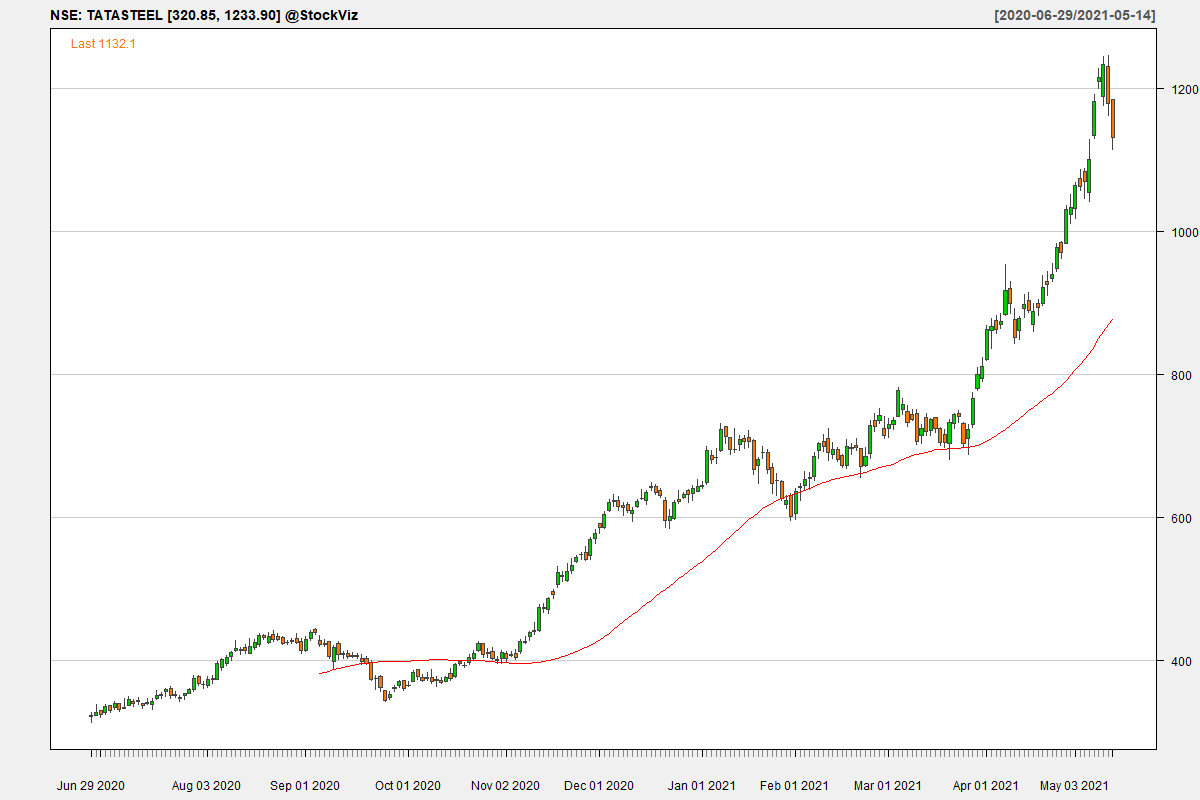 NSE: TATASTEEL [320.85, 1233.90] @StockViz [2020-06-29/2021-05-14]
Last 1132.1
1200
1000
800
600
400
Jun 29 2020 Aug 03 2020 Sep 01 2020 Oct 01 2020 Nov 02 2020 Dec 01 2020 Jan 01 2021 Feb 01 2021 Mar 01 2021 Apr 01 2021 May 03 2021